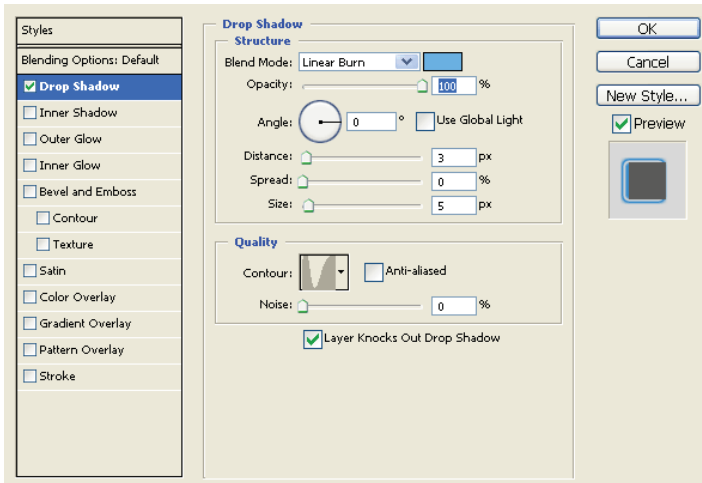 Styles
Blending Options: Default
Drop Shadow
Inner Shadow
Outer Glow
Inner Glow
Bevel and Emboss
Contour
Texture
Satin
Color Overlay
Gradient Overlay
Pattern Overlay
Stroke
Drop Shadow
Structure
Blend Mode: Linear Burn
Opacity: 100 %
Angle: 0 ° Use Global Light
Distance: 3 px
Spread: 0 %
Size: 5 px
Quality
Contour: Anti-aliased
Noise: 0 %
Layer Knocks Out Drop Shadow
OK
Cancel
New Style...
Preview